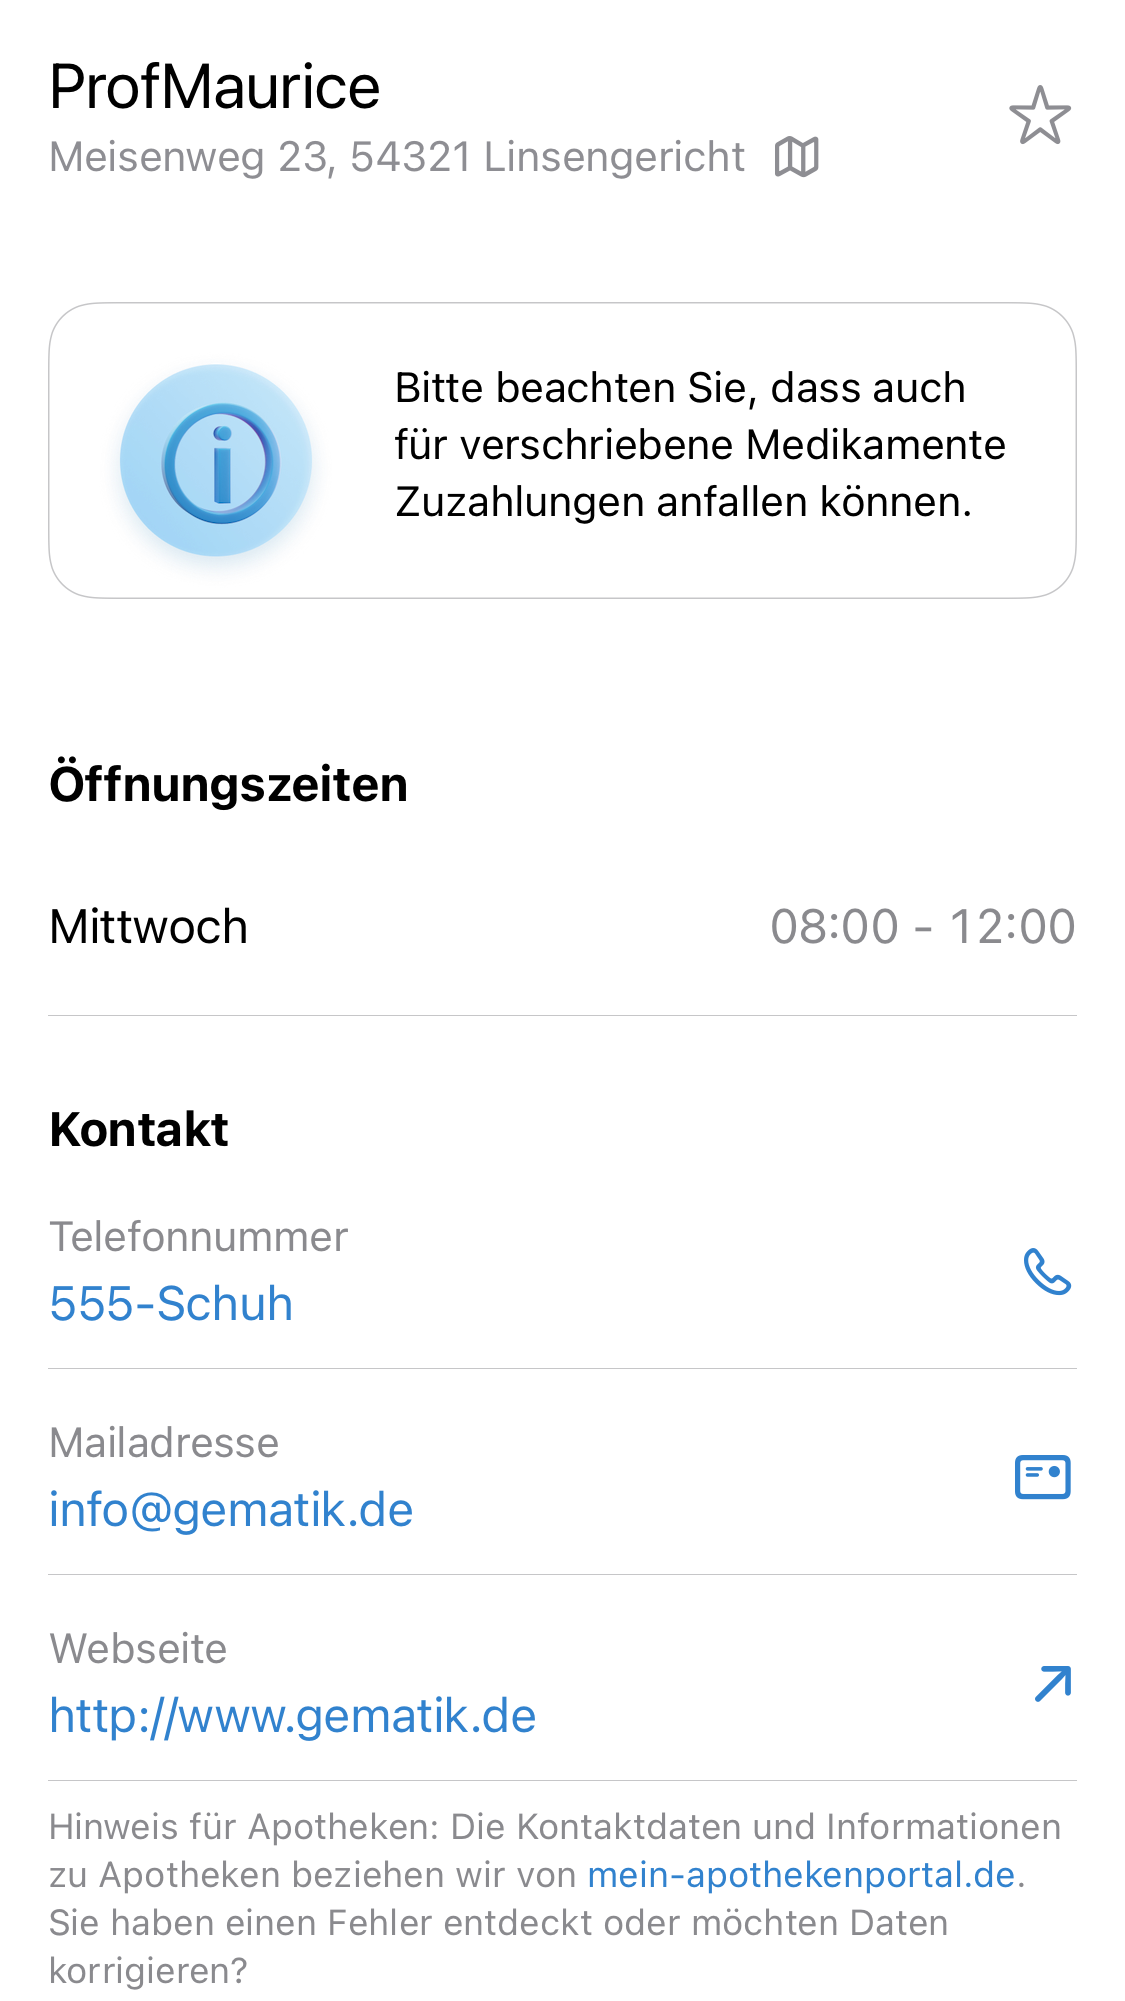 ProfMaurice
Meisenweg 23, 54321 Linsengericht
Bitte beachten Sie, dass auch
für verschriebene Medikamente
Zuzahlungen anfallen können.
Öffnungszeiten
Mittwoch 08:00 - 12:00
Kontakt
Telefonnummer
555-Schuh
Mailadresse
info@gematik.de
Webseite
http://www.gematik.de
Hinweis für Apotheken: Die Kontaktdaten und Informationen
zu Apotheken beziehen wir von mein-apothekenportal.de.
Sie haben einen Fehler entdeckt oder möchten Daten
korrigieren?